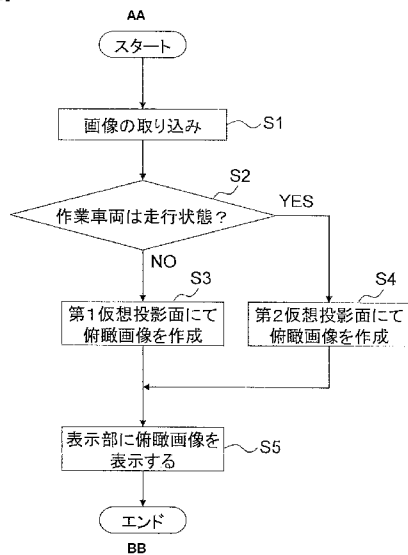 AA
スタート
画像の取り込み
S1
作業車両は走行状態？
S2
YES
NO
第1仮想投影面にて
俯瞰画像を作成
S3
第2仮想投影面にて
俯瞰画像を作成
S4
表示部に俯瞰画像を
表示する
S5
エンド
BB